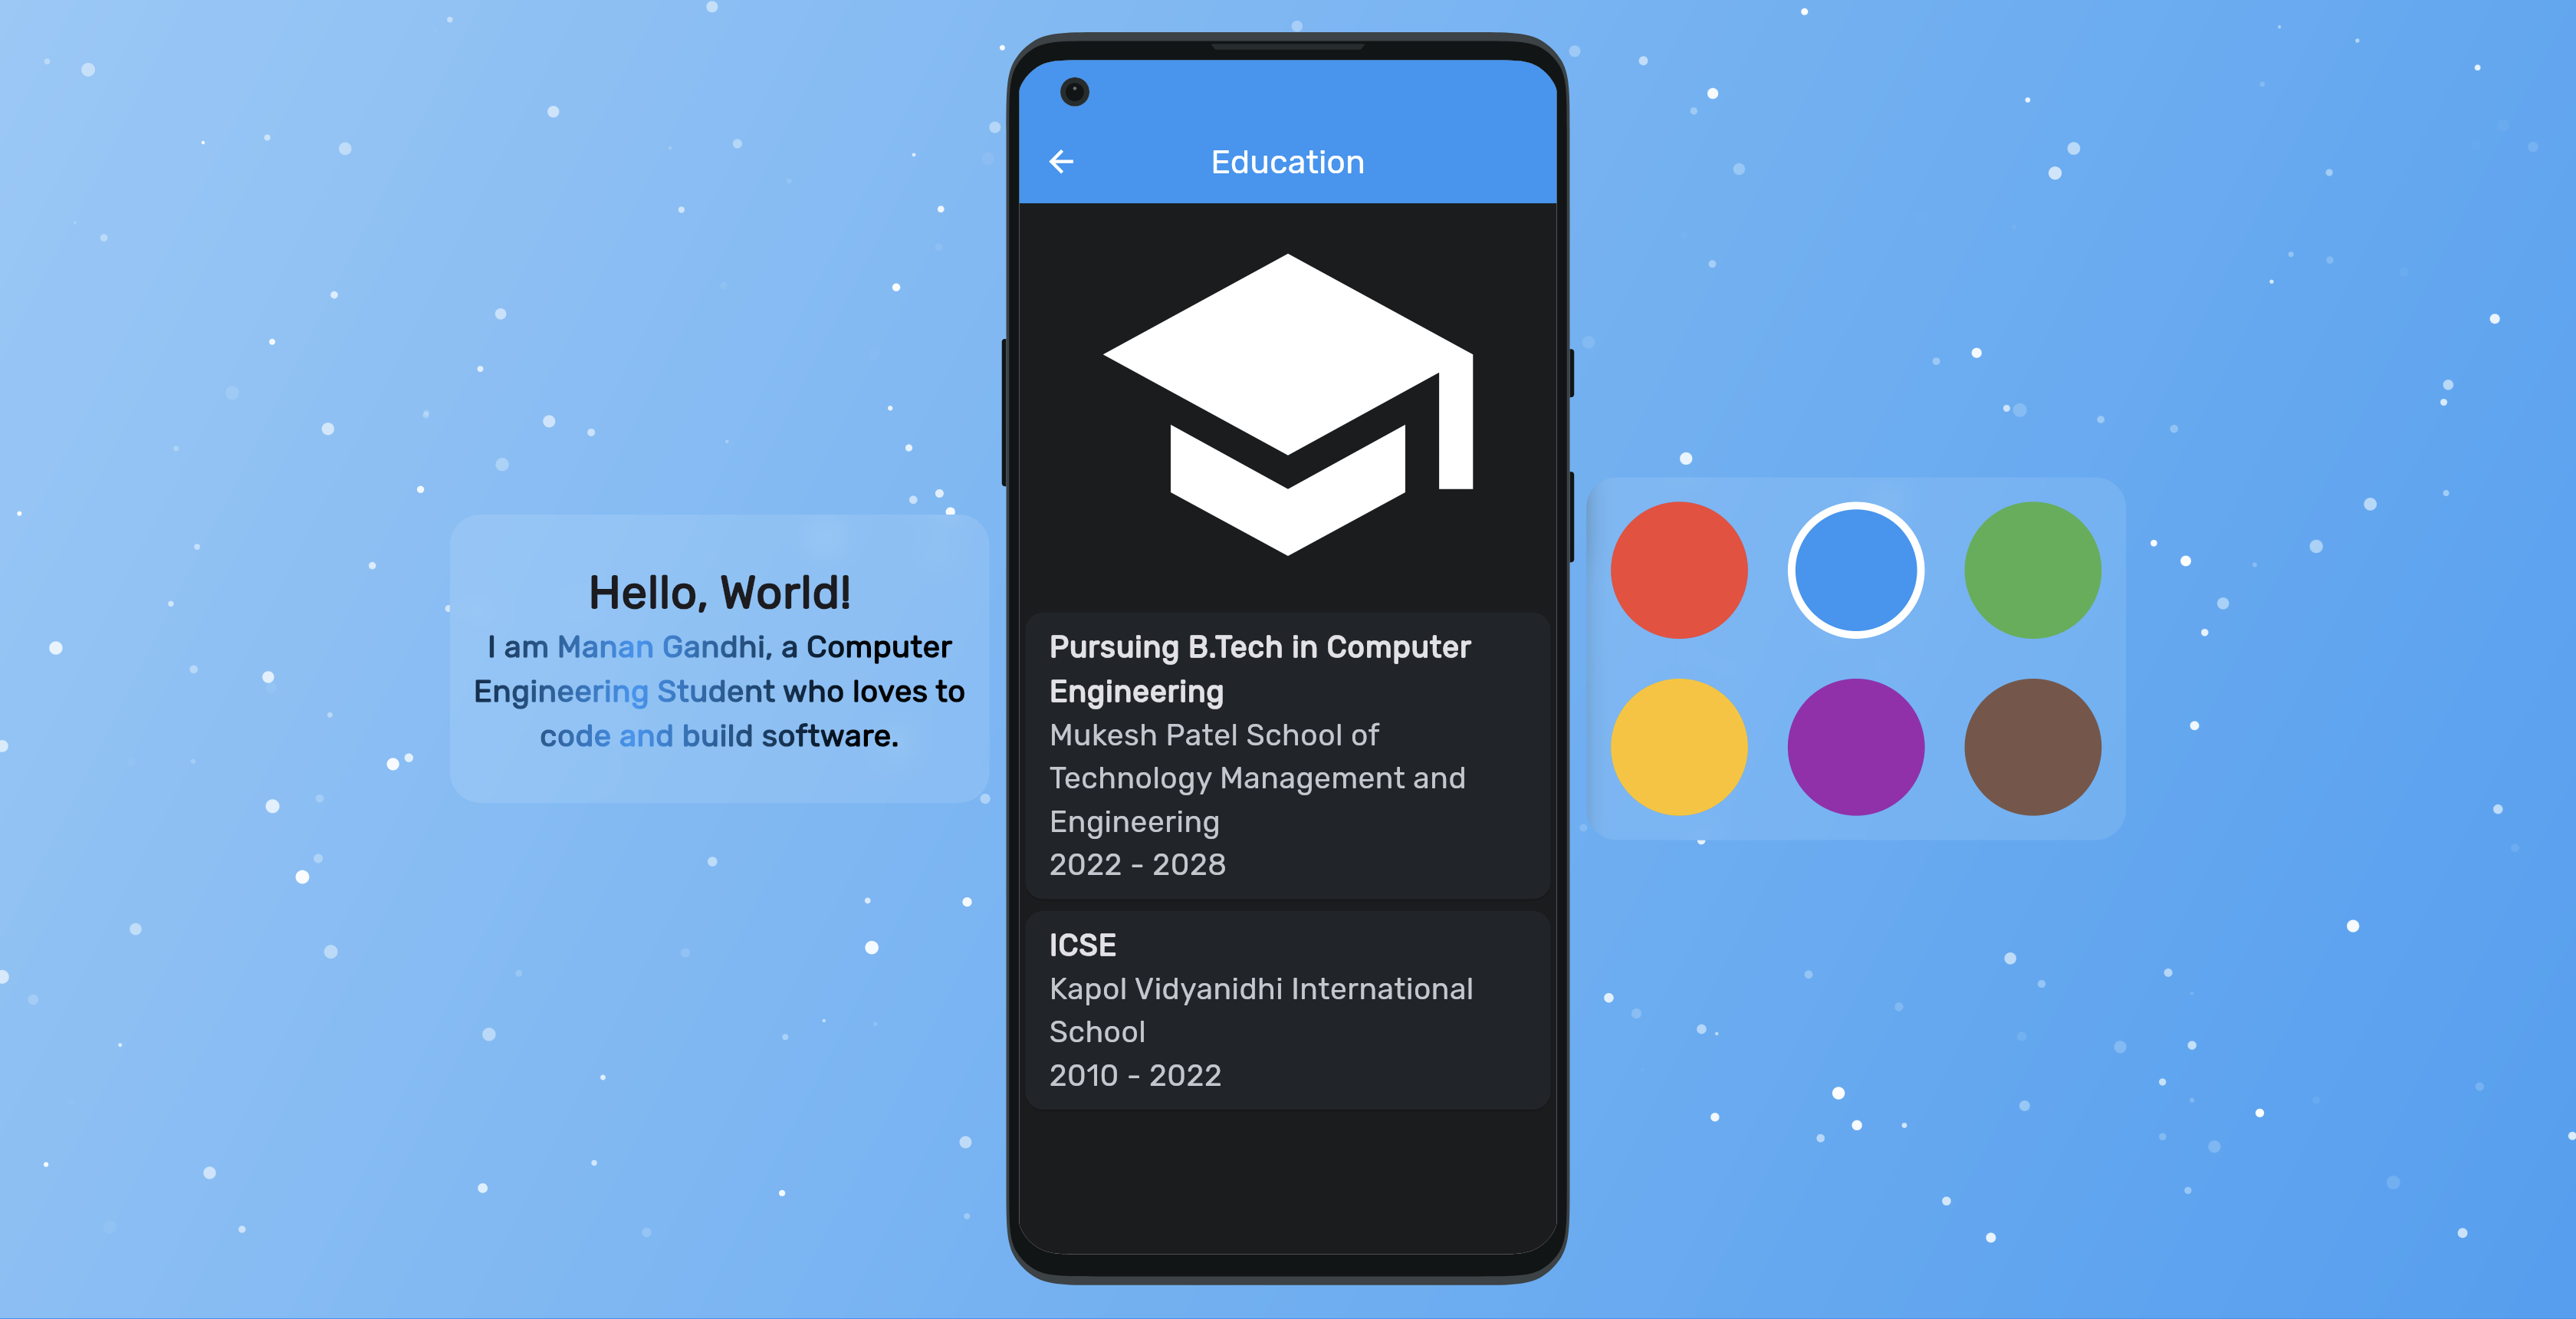 Hello, World!
I am Manan Gandhi, a Computer
Engineering Student who loves to
code and build software.
Education
Pursuing B.Tech in Computer
Engineering
Mukesh Patel School of
Technology Management and
Engineering
2022 - 2028
ICSE
Kapol Vidyanidhi International
School
2010 - 2022